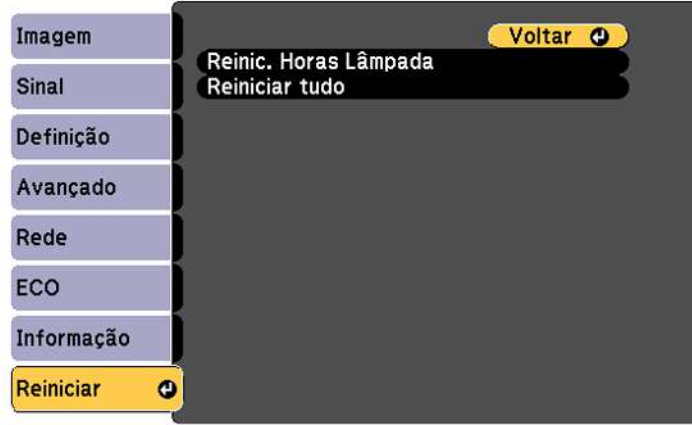 Imagem
Sinal
Definição
Avançado
Rede
ECO
Informação
Reiniciar
Voltar
Reinic. Horas Lâmpada
Reiniciar tudo